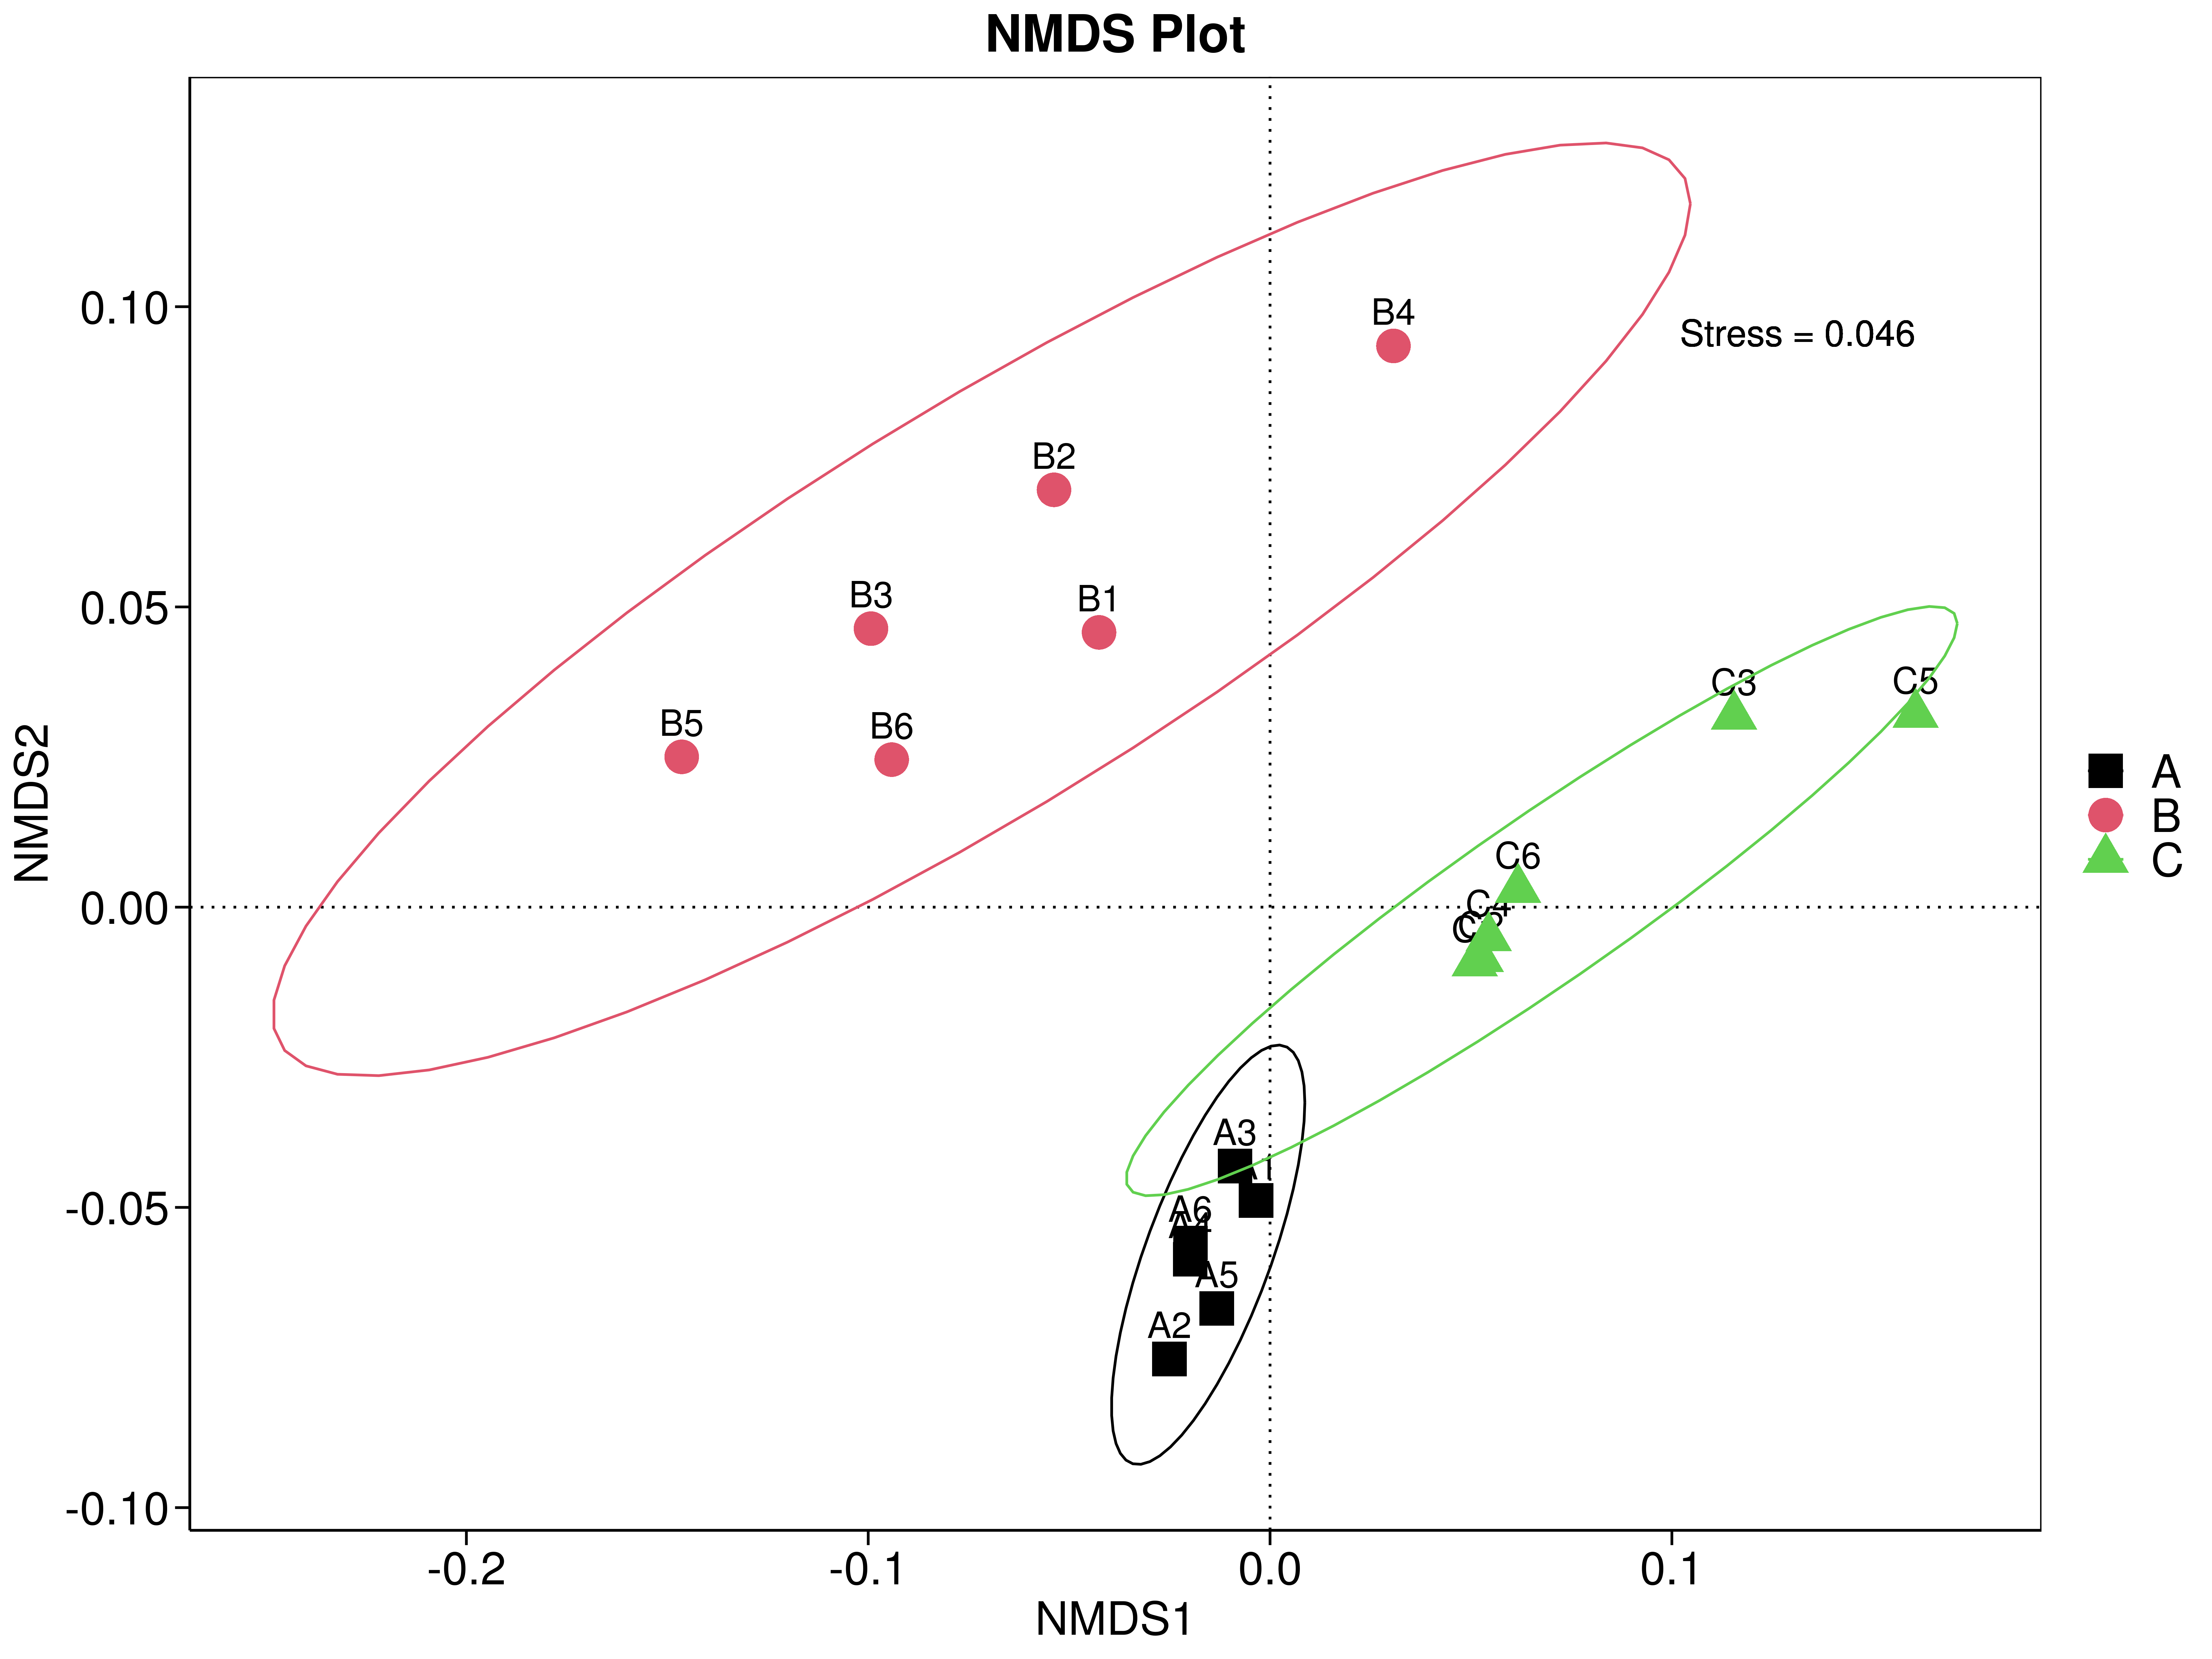 NMDS Plot
B4
0.10
Stress = 0.046
B2
B3
B1
0.05
C3
C5
B5
B6
A
B
C
NMDS2
C6
C4
0.00
A3
-0.05
A6
A5
A2
-0.10
-0.2
-0.1
0.0
0.1
NMDS1